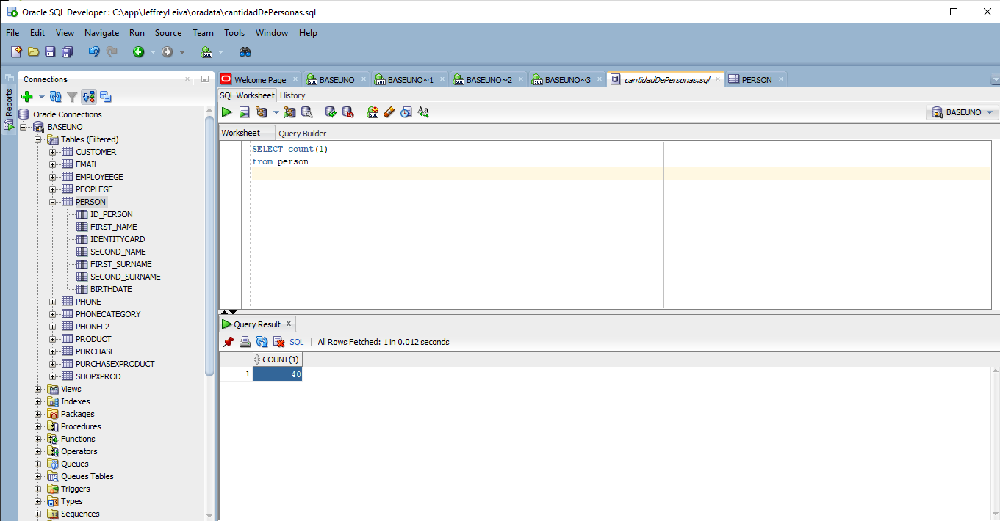 Oracle SQL Developer : C:\app\JeffreyLeiva\oradata\cantidadDePersonas.sql
File Edit View Navigate Run Source Team Tools Window Help
Reports
Connections
Oracle Connections
BASEUNO
Tables (Filtered)
CUSTOMER
EMAIL
EMPLOYEEGE
PEOPLEGE
PERSON
ID_PERSON
FIRST_NAME
IDENTITYCARD
SECOND_NAME
FIRST_SURNAME
SECOND_SURNAME
BIRTHDATE
PHONE
PHONECATEGORY
PHONEL2
PRODUCT
PURCHASE
PURCHASEXPRODUCT
SHOPXPROD
Views
Indexes
Packages
Procedures
Functions
Operators
Queues
Queues Tables
Triggers
Types
Sequences
Welcome Page BASEUNO BASEUNO~1 BASEUNO~2 BASEUNO~3 cantidadDePersonas.sql PERSON
SQL Worksheet History
BASEUNO
Worksheet Query Builder
SELECT count(1)
from person
Query Result x
SQL | All Rows Fetched: 1 in 0.012 seconds
COUNT(1)
1 40